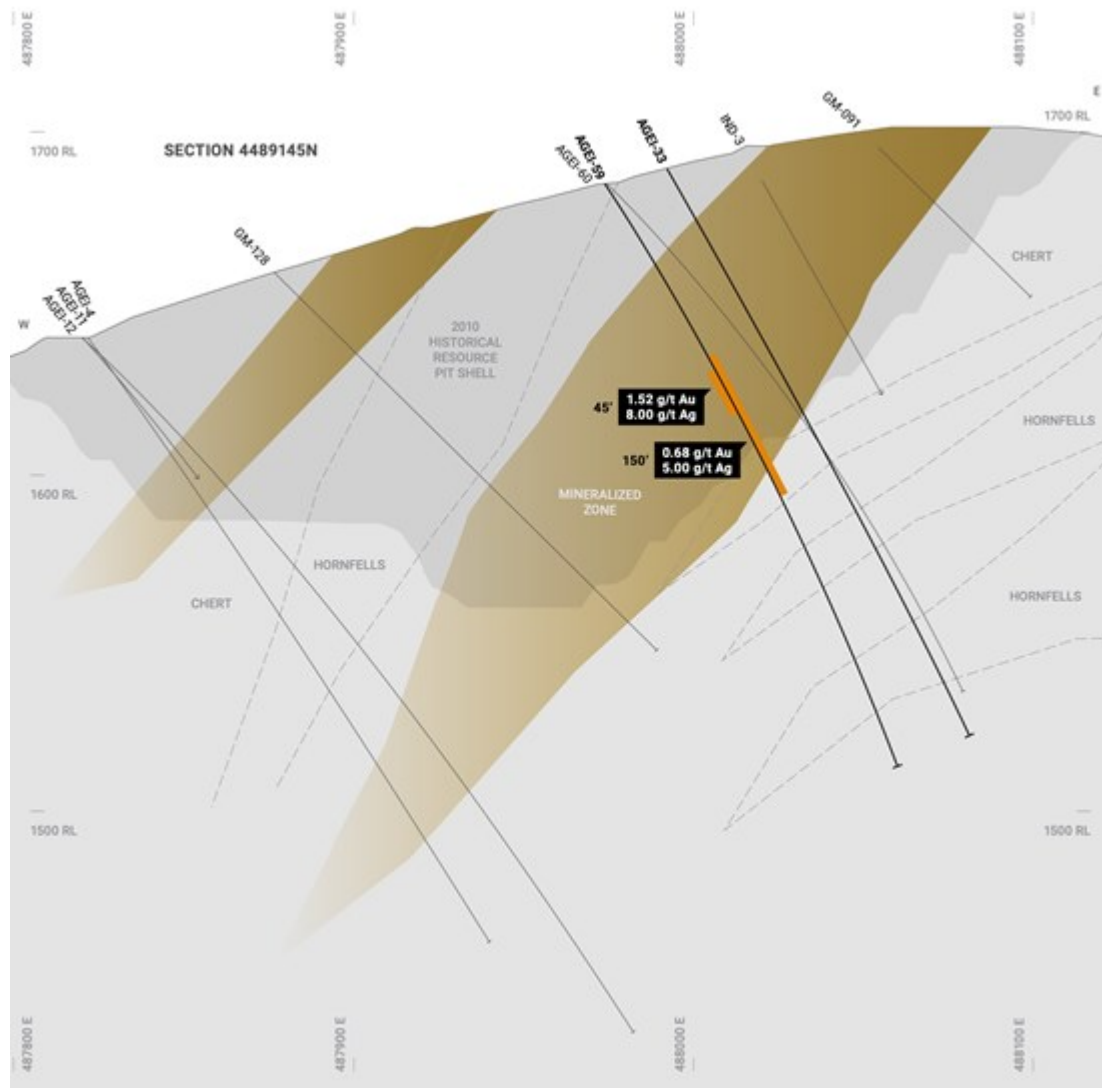 487800 E
487900 E
488000 E
488100 E
E
1700 RL
1700 RL
SECTION 4489145N
GM-091
IND-3
AGEI-33
AGEI-59
AGEI-60
GM-128
AGEI-4
AGEI-11
AGEI-12
W
CHERT
2010
HISTORICAL
RESOURCE
PIT SHELL
45'
1.52 g/t Au
8.00 g/t Ag
HORNFELLS
150'
0.68 g/t Au
5.00 g/t Ag
1600 RL
MINERALIZED
ZONE
HORNFELLS
CHERT
HORNFELLS
1500 RL
1500 RL
487800 E
487900 E
488000 E
488100 E